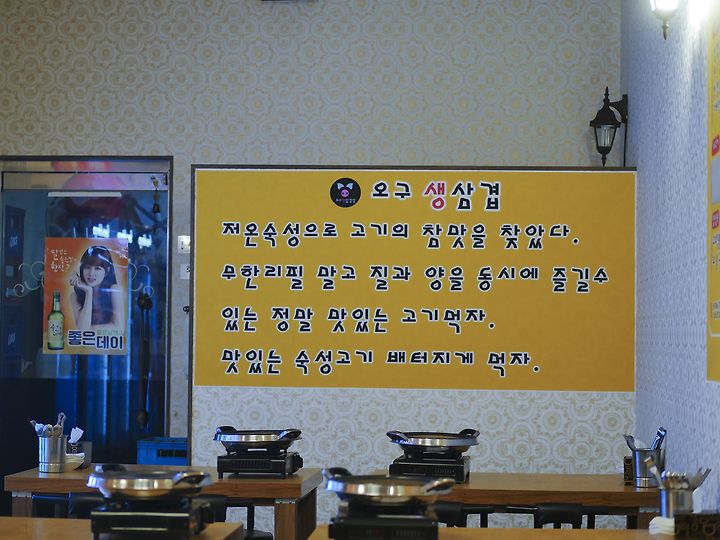 오구 생삼겹
저온숙성으로 고기의 참맛을 찾았다.
무한리필 말고 질과 양을 동시에 즐길수
있는 정말 맛있는 고기먹자.
맛있는 숙성고기 배터지게 먹자.
좋은
데이